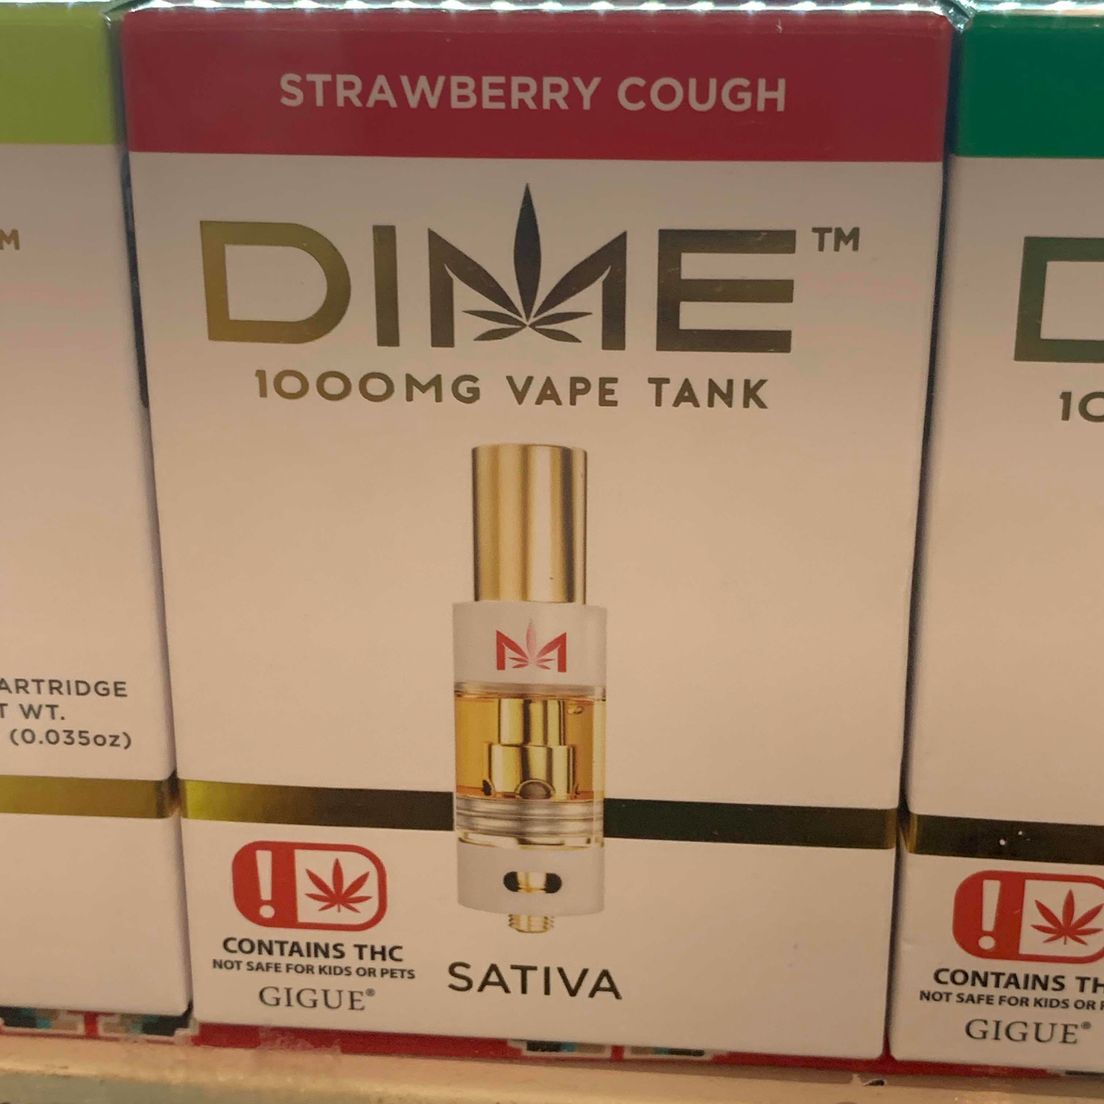 STRAWBERRY COUGH
DIME™
1000MG VAPE TANK
CONTAINS THC
NOT SAFE FOR KIDS OR PETS
GIGUE®
SATIVA
M
ARTRIDGE
T WT.
(0.035oz)
D
10
CONTAINS TH
NOT SAFE FOR KIDS OR
GIGUE®